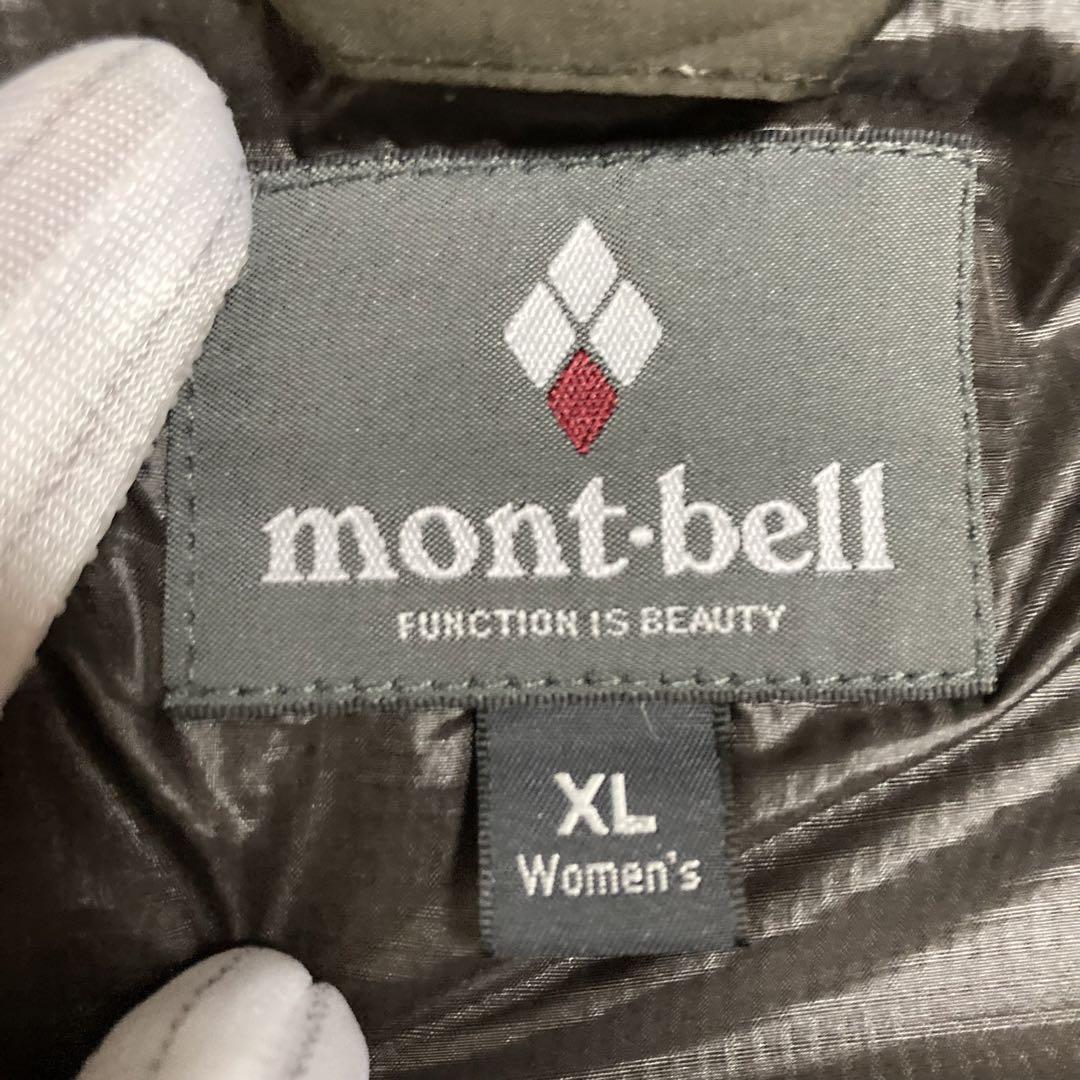 mont·bell
FUNCTION IS BEAUTY
XL
Women's